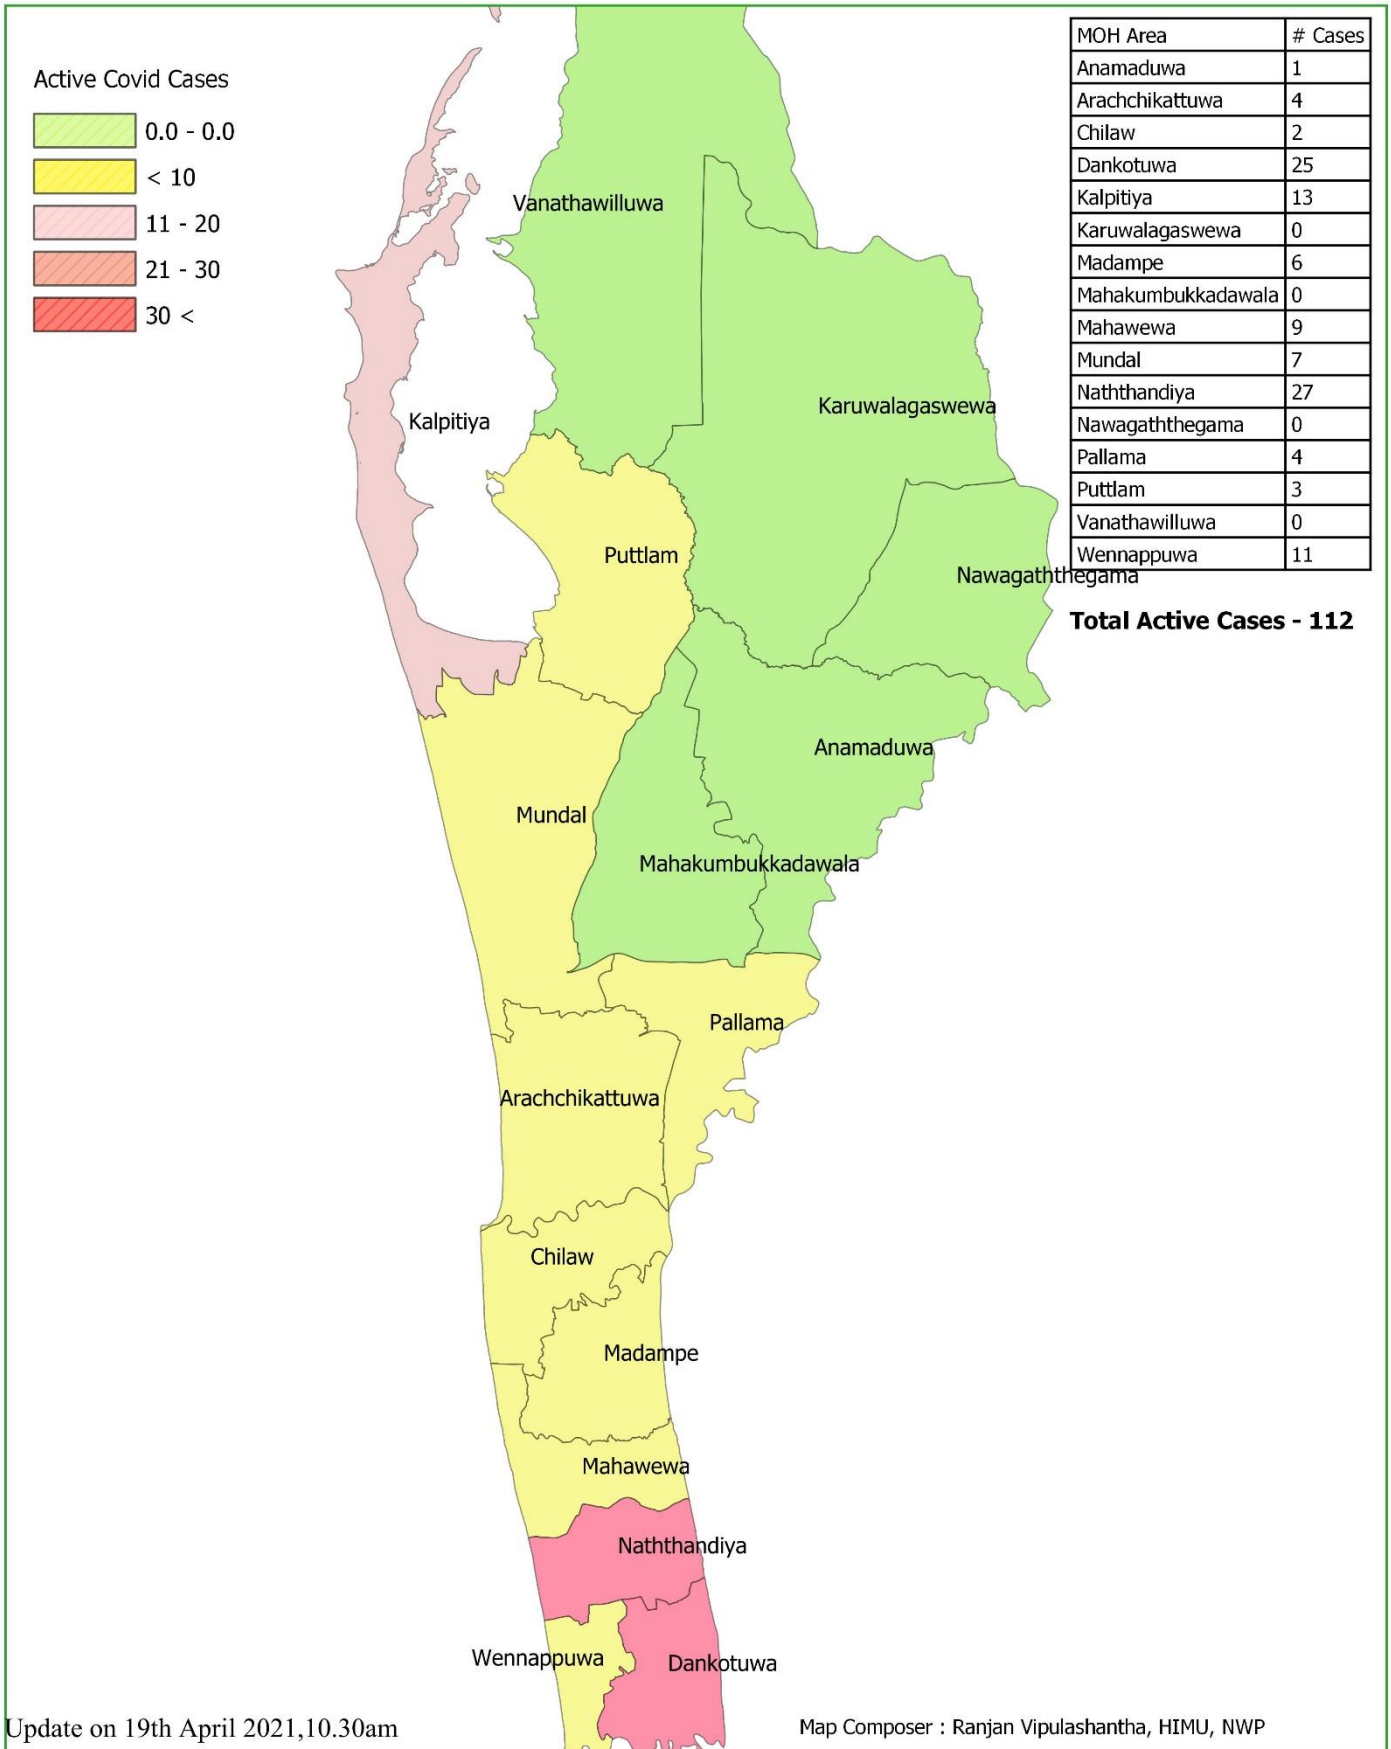 Active Covid Cases
0.0 - 0.0
< 10
11 - 20
21 - 30
30 <
MOH Area # Cases
Anamaduwa 1
Arachchikattuwa 4
Chilaw 2
Dankotuwa 25
Kalpitiya 13
Karuwalagaswewa 0
Madampe 6
Mahakumbukkadawala 0
Mahawewa 9
Mundal 7
Naththandiya 27
Nawagaththegama 0
Pallama 4
Puttlam 3
Vanathawilluwa 0
Wennappuwa 11
Total Active Cases - 112
Vanathawilluwa
Karuwalagaswewa
Kalpitiya
Puttlam
Nawagaththegama
Anamaduwa
Mundal
Mahakumbukkadawala
Pallama
Arachchikattuwa
Chilaw
Madampe
Mahawewa
Naththandiya
Wennappuwa
Dankotuwa
Update on 19th April 2021,10.30am
Map Composer : Ranjan Vipulashantha, HIMU, NWP